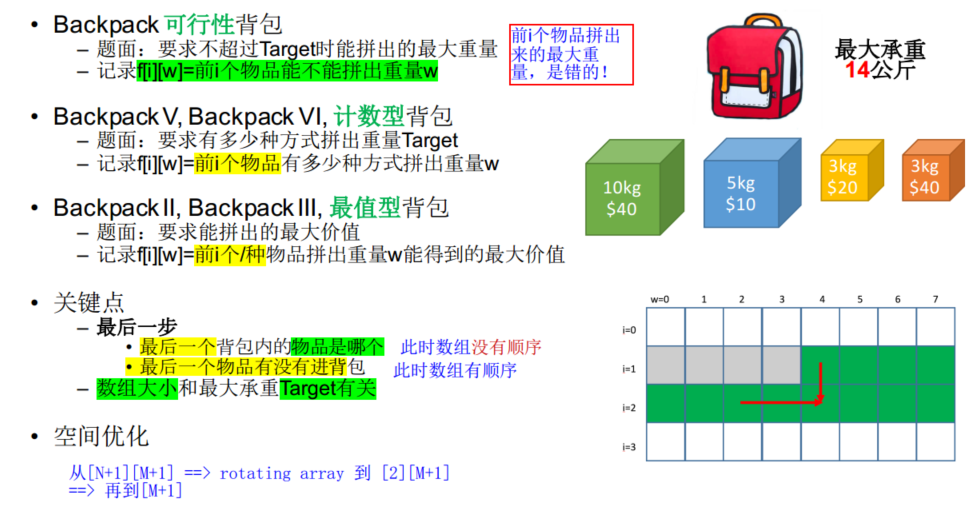 • Backpack 可行性背包
– 题面：要求不超过Target时能拼出的最大重量
– 记录f[i][w]=前i个物品能不能拼出重量w
前i个物品拼出
来的最大重
量，是错的！
最大承重
14公斤
• Backpack V, Backpack VI, 计数型背包
– 题面：要求有多少种方式拼出重量Target
– 记录f[i][w]=前i个物品有多少种方式拼出重量w
10kg
$40
5kg
$10
3kg
$20
3kg
$40
• Backpack II, Backpack III, 最值型背包
– 题面：要求能拼出的最大价值
– 记录f[i][w]=前i个/种物品拼出重量w能得到的最大价值
• 关键点
– 最后一步
• 最后一个背包内的物品是哪个 此时数组没有顺序
• 最后一个物品有没有进背包 此时数组有顺序
– 数组大小和最大承重Target有关
w=0 1 2 3 4 5 6 7
i=0
i=1
i=2
i=3
• 空间优化
从[N+1][M+1] ==> rotating array 到 [2][M+1]
==> 再到[M+1]